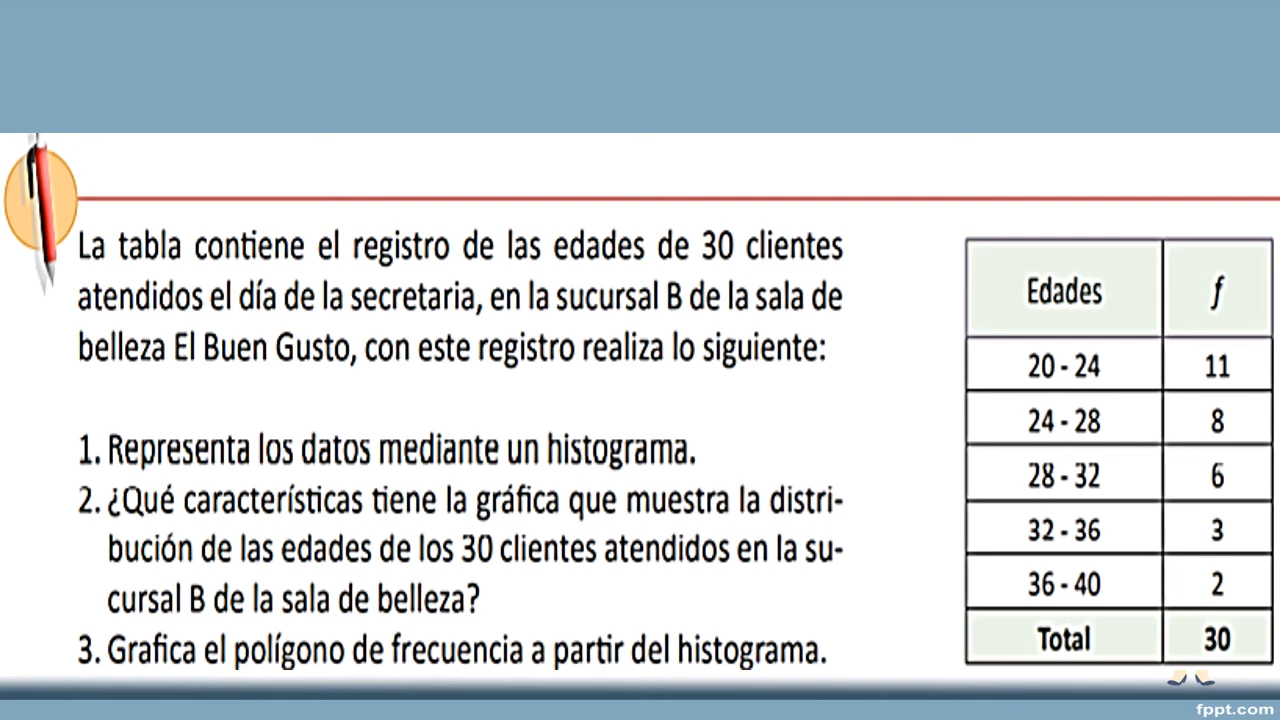 La tabla contiene el registro de las edades de 30 clientes
atendidos el día de la secretaria, en la sucursal B de la sala de
belleza El Buen Gusto, con este registro realiza lo siguiente:
1. Representa los datos mediante un histograma.
2. ¿Qué características tiene la gráfica que muestra la distri-
bución de las edades de los 30 clientes atendidos en la su-
cursal B de la sala de belleza?
3. Grafica el polígono de frecuencia a partir del histograma.
Edades f
20 - 24 11
24 - 28 8
28 - 32 6
32 - 36 3
36 - 40 2
Total 30
fppt.com